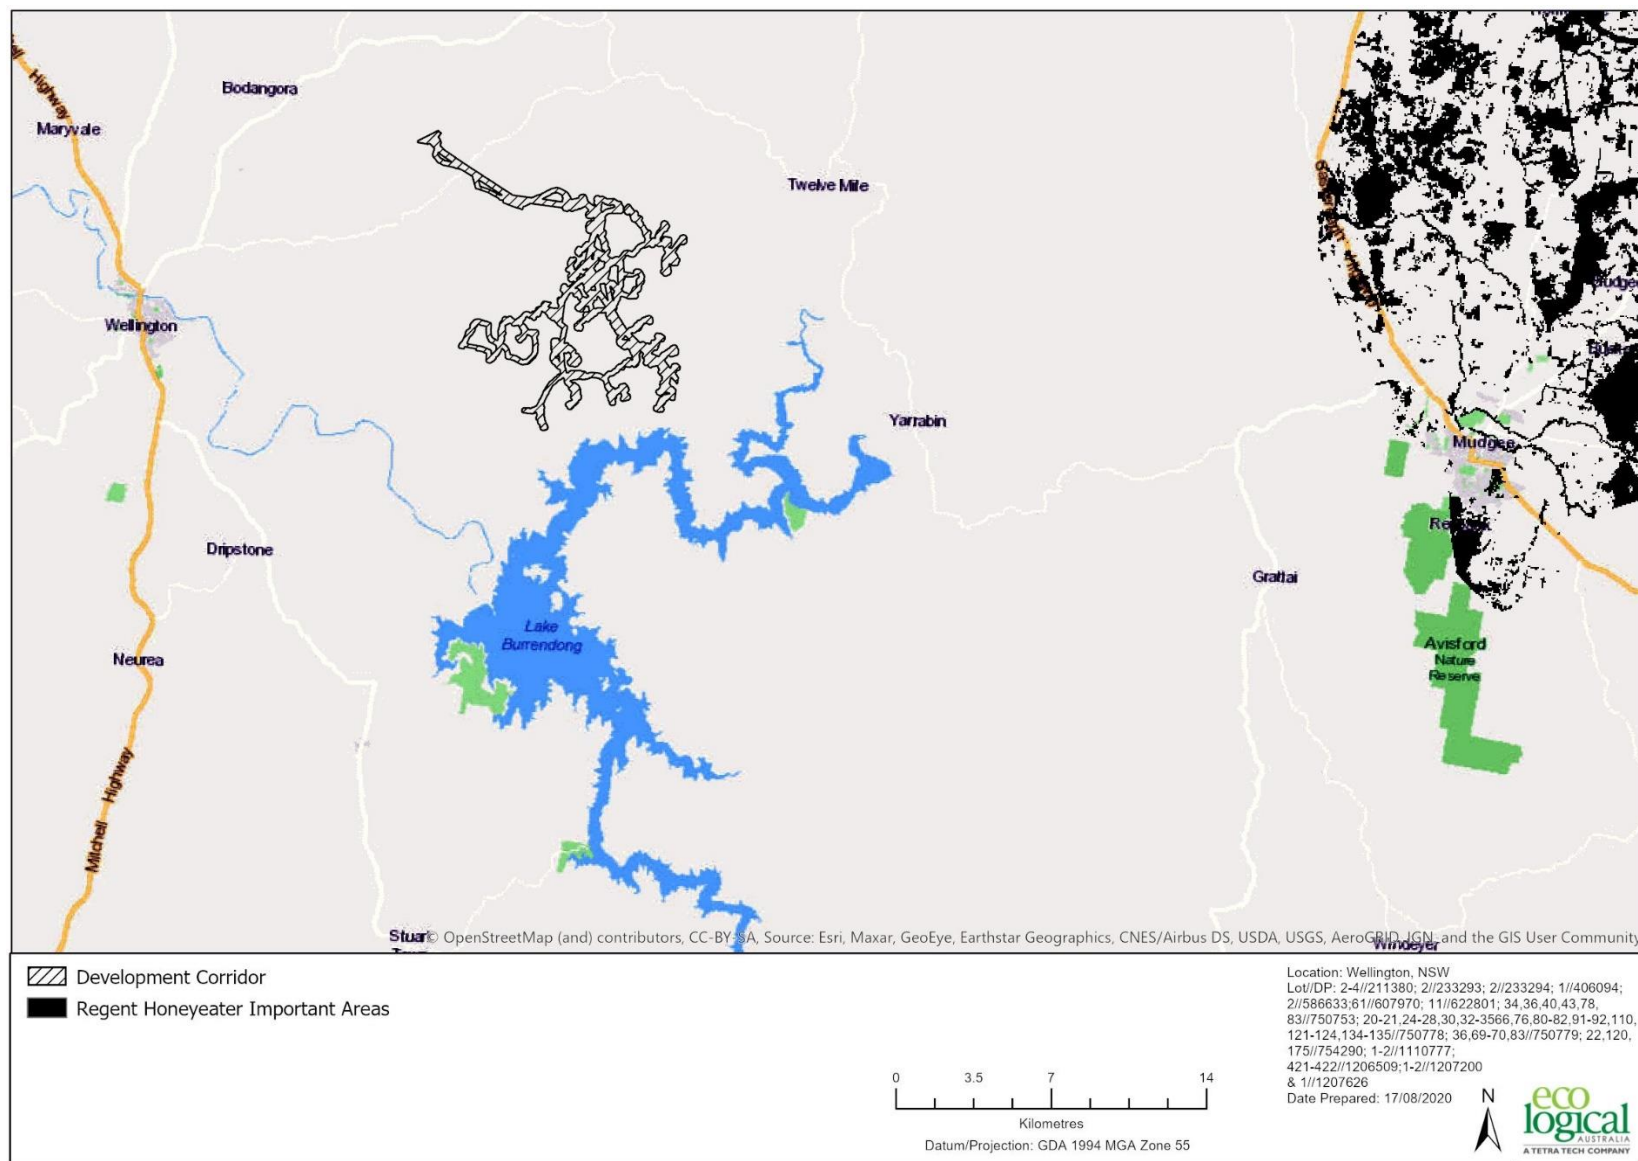 Highway
Bodangora
Maryvale
Twelve Mile
Wellington
Yarrabin
Mudgee
Dripstone
Grattai
Lake
Burrendong
Avisford
Nature
Reserve
Neurea
Mitchell Highway
© OpenStreetMap (and) contributors, CC-BY-SA, Source: Esri, Maxar, GeoEye, Earthstar Geographics, CNES/Airbus DS, USDA, USGS, AeroGRID, IGN, and the GIS User Community
Windeyer
Development Corridor
Regent Honeyeater Important Areas
0 3.5 7 14
Kilometres
Datum/Projection: GDA 1994 MGA Zone 55
Location: Wellington, NSW
Lot//DP: 2-4//211380; 2//233293; 2//233294; 1//406094;
2//586633;61//607970; 11//622801; 34,36,40,43,78,
83//750753; 20-21,24-28,30,32-3566,76,80-82,91-92,110,
121-124,134-135//750778; 36,69-70,83//750779; 22,120,
175//754290; 1-2//1110777;
421-422//1206509;1-2//1207200
& 1//1207626
Date Prepared: 17/08/2020
N
eco
logical
AUSTRALIA
A TETRA TECH COMPANY